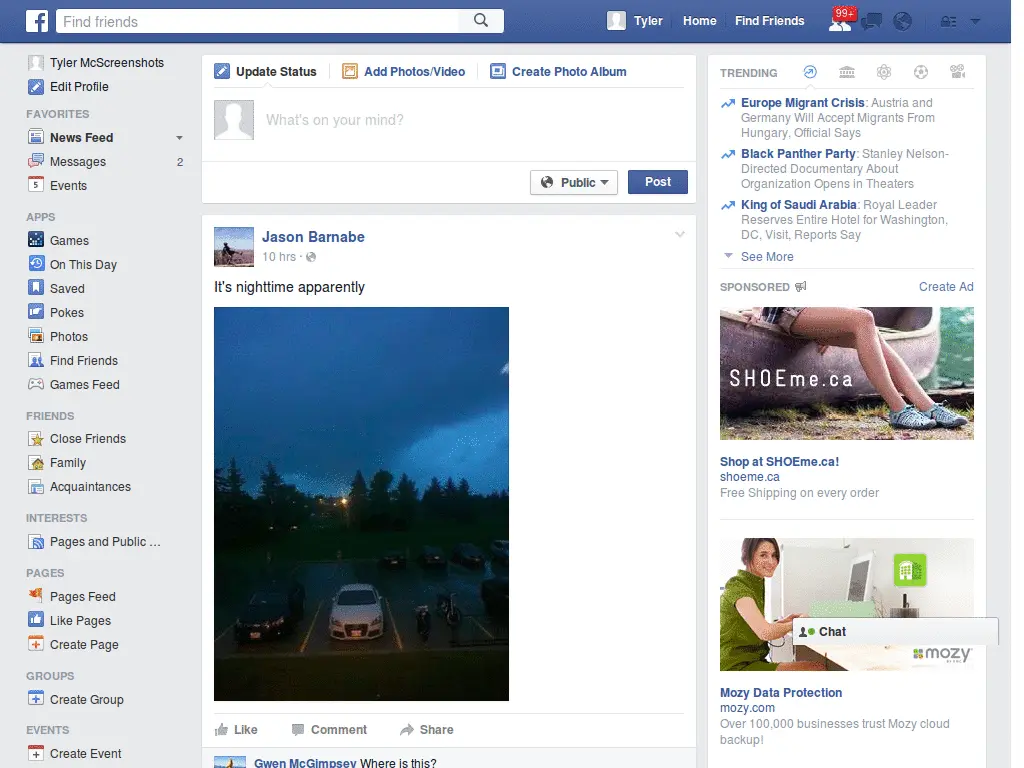 Find friends
Tyler
Home
Find Friends
99+
Tyler McScreenshots
Edit Profile
FAVORITES
News Feed
Messages 2
5 Events
APPS
Games
On This Day
Saved
Pokes
Photos
Find Friends
Games Feed
FRIENDS
Close Friends
Family
Acquaintances
INTERESTS
Pages and Public ...
PAGES
Pages Feed
Like Pages
Create Page
GROUPS
Create Group
EVENTS
Create Event
Update Status Add Photos/Video Create Photo Album
What's on your mind?
Public Post
Jason Barnabe
10 hrs ·
It's nighttime apparently
Like Comment Share
Gwen McGimpsey Where is this?
TRENDING
Europe Migrant Crisis: Austria and
Germany Will Accept Migrants From
Hungary, Official Says
Black Panther Party: Stanley Nelson-
Directed Documentary About
Organization Opens in Theaters
King of Saudi Arabia: Royal Leader
Reserves Entire Hotel for Washington,
DC, Visit, Reports Say
See More
SPONSORED Create Ad
SHOEme.ca
Shop at SHOEme.ca!
shoeme.ca
Free Shipping on every order
Chat
mozy
Mozy Data Protection
mozy.com
Over 100,000 businesses trust Mozy cloud
backup!